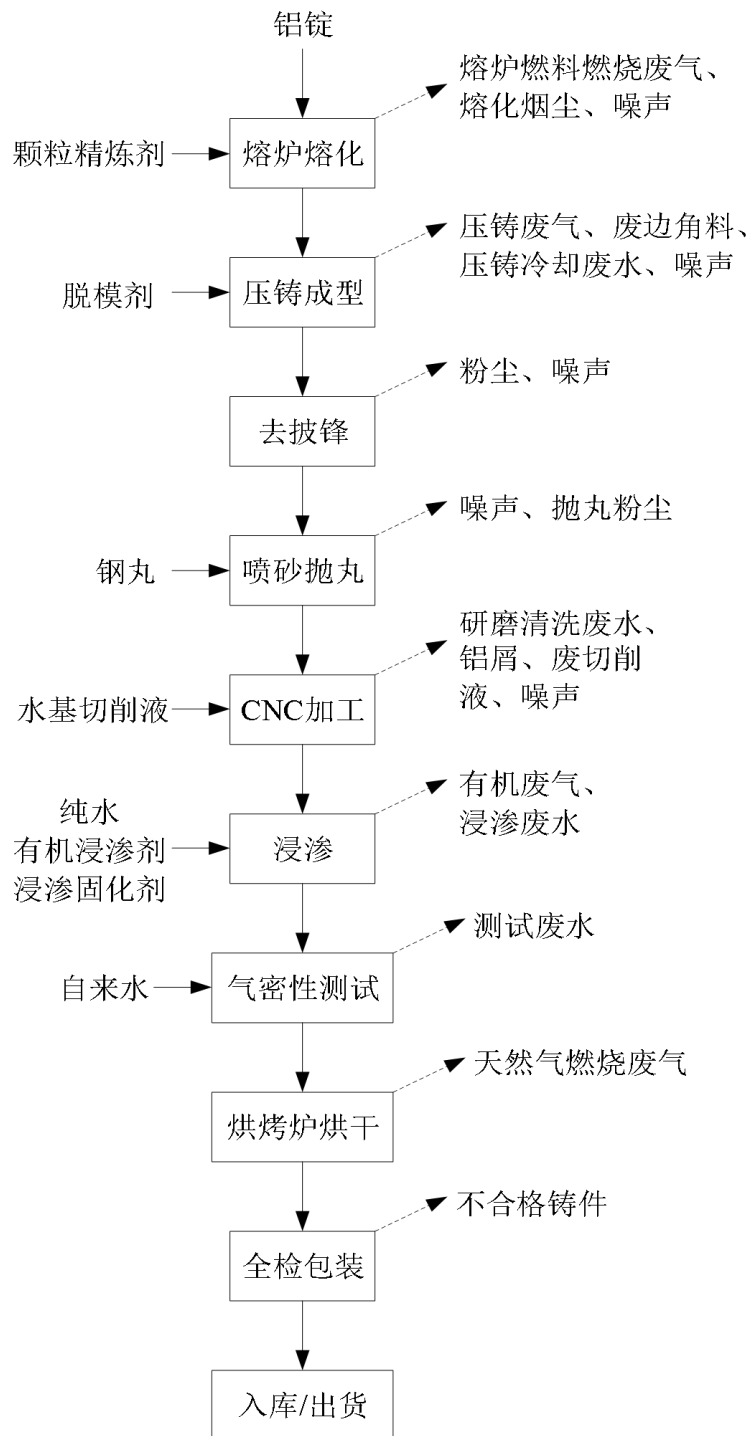 铝锭
熔炉燃料燃烧废气、
熔化烟尘、噪声
颗粒精炼剂
熔炉熔化
压铸废气、废边角料、
压铸冷却废水、噪声
脱模剂
压铸成型
粉尘、噪声
去披锋
噪声、抛丸粉尘
钢丸
喷砂抛丸
研磨清洗废水、
铝屑、废切削
液、噪声
水基切削液
CNC加工
有机废气、
浸渗废水
纯水
有机浸渗剂
浸渗固化剂
浸渗
测试废水
自来水
气密性测试
天然气燃烧废气
烘烤炉烘干
不合格铸件
全检包装
入库/出货